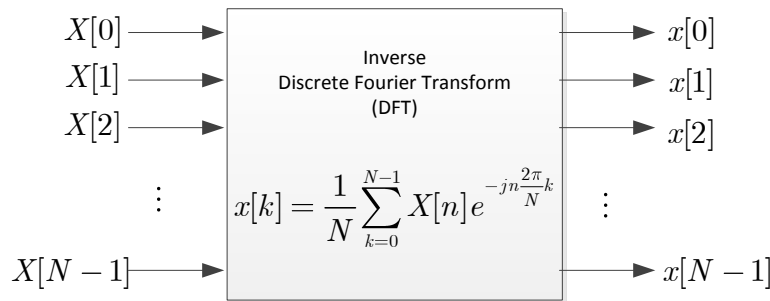 X[0] Inverse x[0]
X[1] Discrete Fourier Transform x[1]
X[2] (DFT) x[2]
⋮ x[k] = \frac{1}{N} \sum_{k=0}^{N-1} X[n] e^{-jn\frac{2\pi}{N}k} ⋮
X[N − 1] x[N − 1]